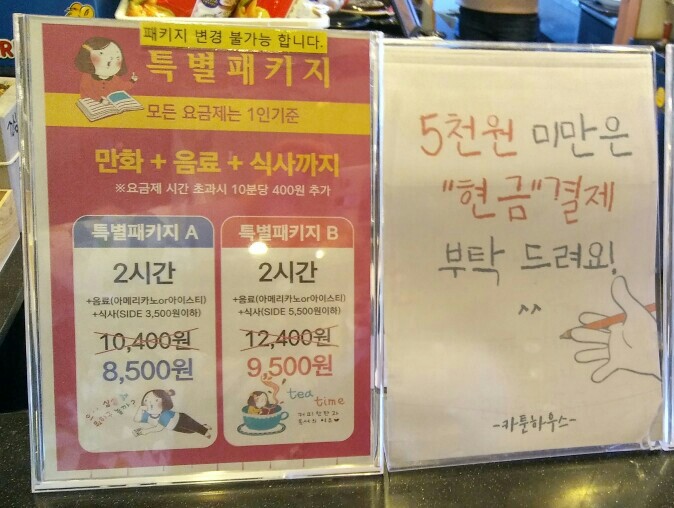 패키지 변경 불가능 합니다.
특별패키지
모든 요금제는 1인기준
만화 + 음료 + 식사까지
※요금제 시간 초과시 10분당 400원 추가
특별패키지 A
2시간
+음료(아메리카노or아이스티)
+식사(SIDE 3,500원이하)
10,400원
8,500원
특별패키지 B
2시간
+음료(아메리카노or아이스티)
+식사(SIDE 5,500원이하)
12,400원
9,500원
tea
time
커피한잔과
5천원 미만은
"현금"결제
부탁 드려요!
^^
-카툰하우스-